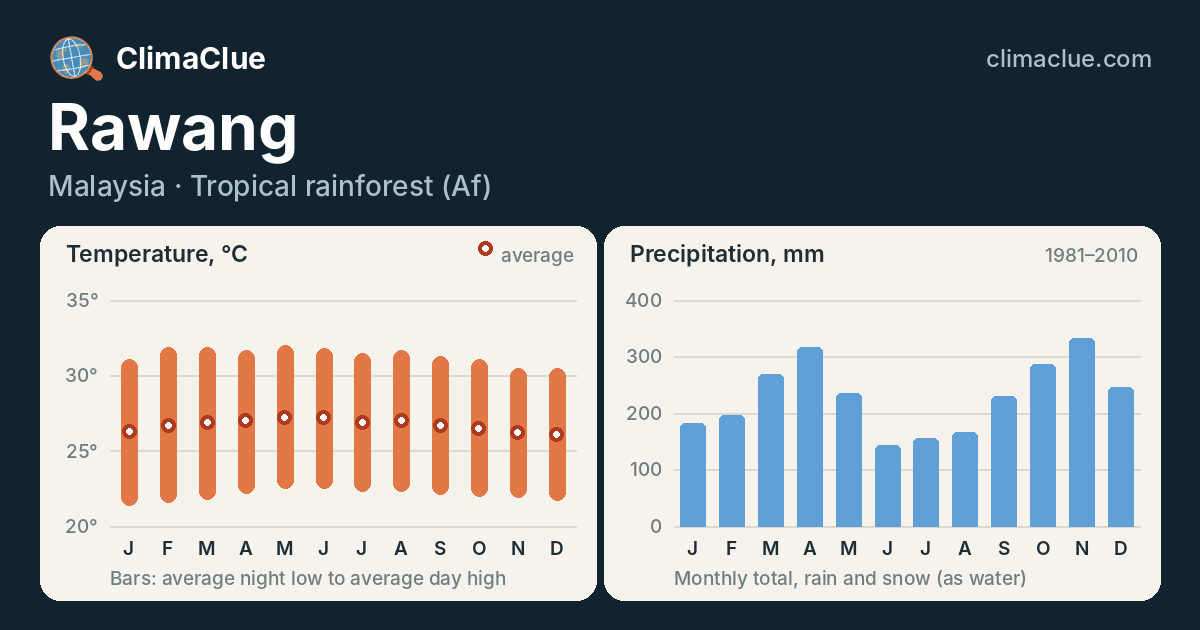 ClimaClue
climaclue.com
Rawang
Malaysia · Tropical rainforest (Af)
Temperature, °C
average
35°
30°
25°
20°
J F M A M J J A S O N D
Bars: average night low to average day high
Precipitation, mm
1981–2010
400
300
200
100
0
J F M A M J J A S O N D
Monthly total, rain and snow (as water)